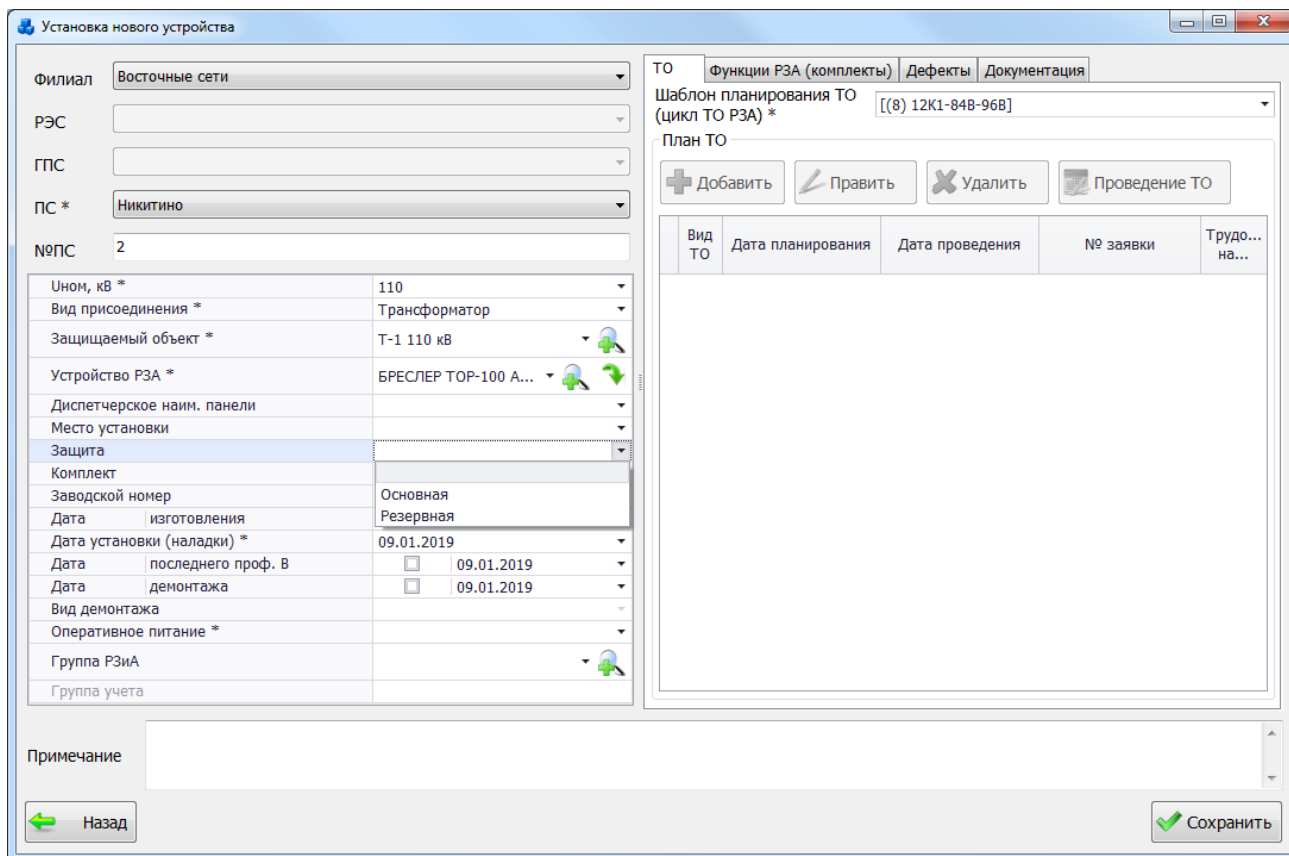 Установка нового устройства
Филиал Восточные сети
РЭС
ГПС
ПС * Никитино
№ПС 2
Uном, кВ * 110
Вид присоединения * Трансформатор
Защищаемый объект * Т-1 110 кВ
Устройство РЗА * БРЕСЛЕР ТОР-100 А...
Диспетчерское наим. панели
Место установки
Защита
Комплект
Заводской номер Основная
Дата изготовления Резервная
Дата установки (наладки) * 09.01.2019
Дата последнего проф. В 09.01.2019
Дата демонтажа 09.01.2019
Вид демонтажа
Оперативное питание *
Группа РЗиА
Группа учета
ТО Функции РЗА (комплекты) Дефекты Документация
Шаблон планирования ТО
(цикл ТО РЗА) * [(8) 12К1-84В-96В]
План ТО
Добавить Править Удалить Проведение ТО
Вид ТО Дата планирования Дата проведения № заявки Трудо... на...
Примечание
Назад Сохранить